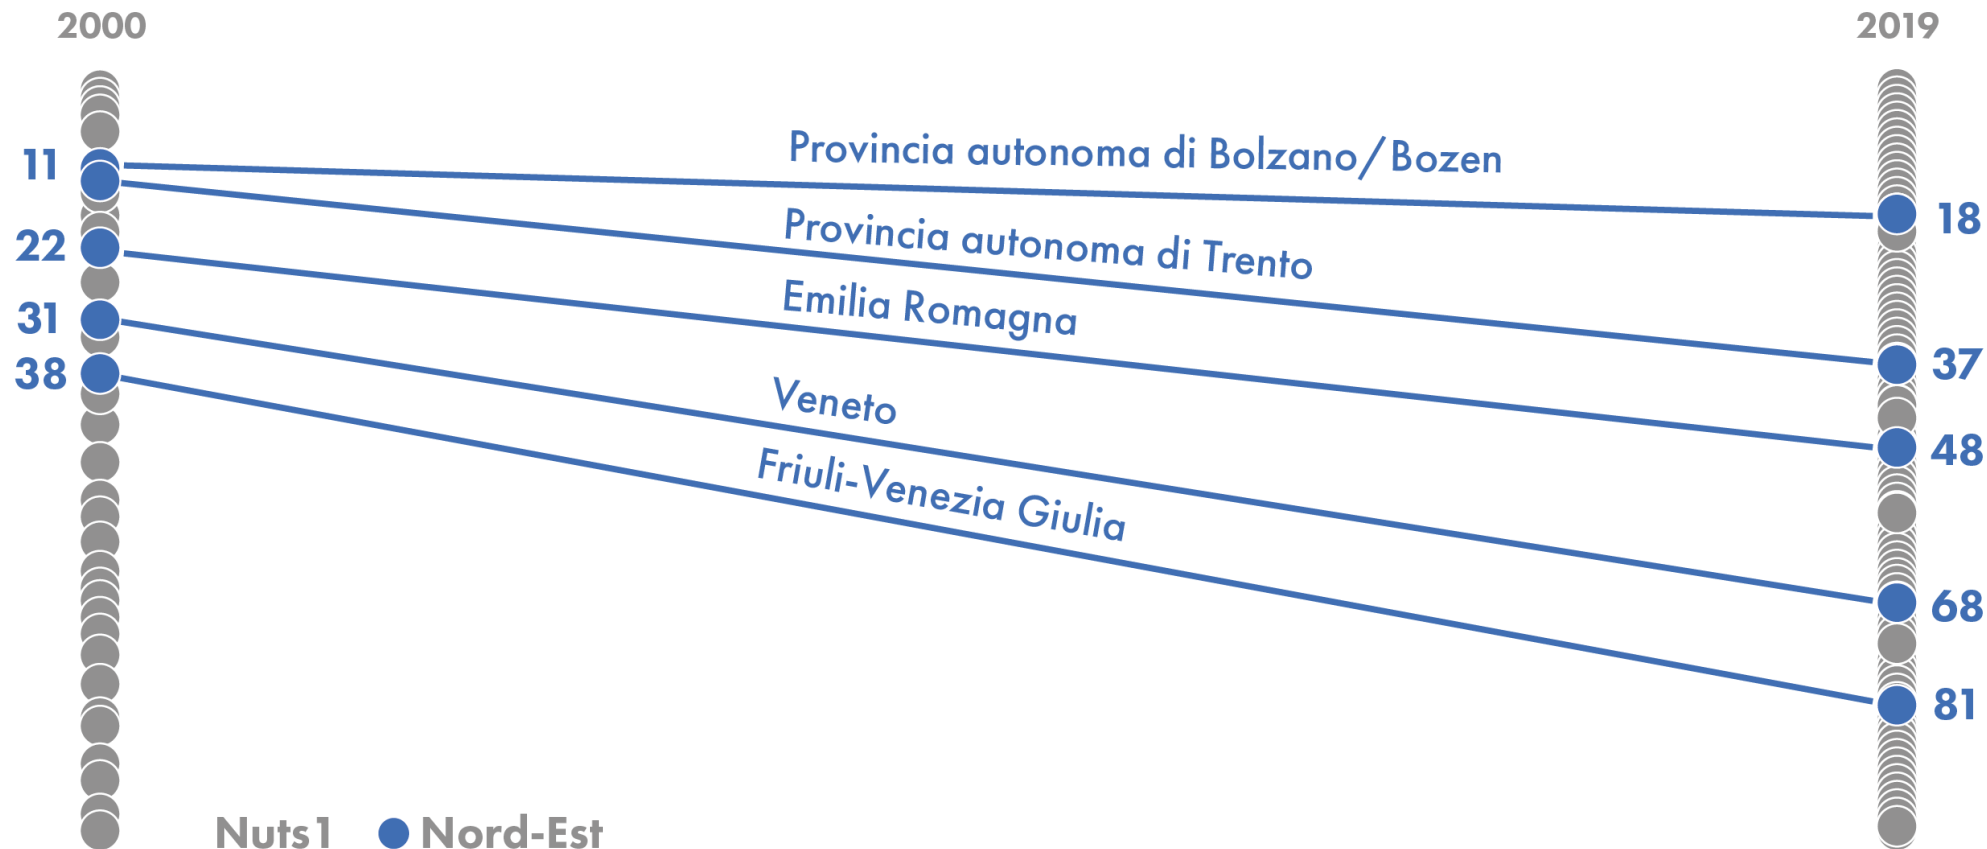 2000
2019
11
22
31
38
Provincia autonoma di Bolzano/Bozen
Provincia autonoma di Trento
Emilia Romagna
Veneto
Friuli-Venezia Giulia
18
37
48
68
81
Nuts1 Nord-Est